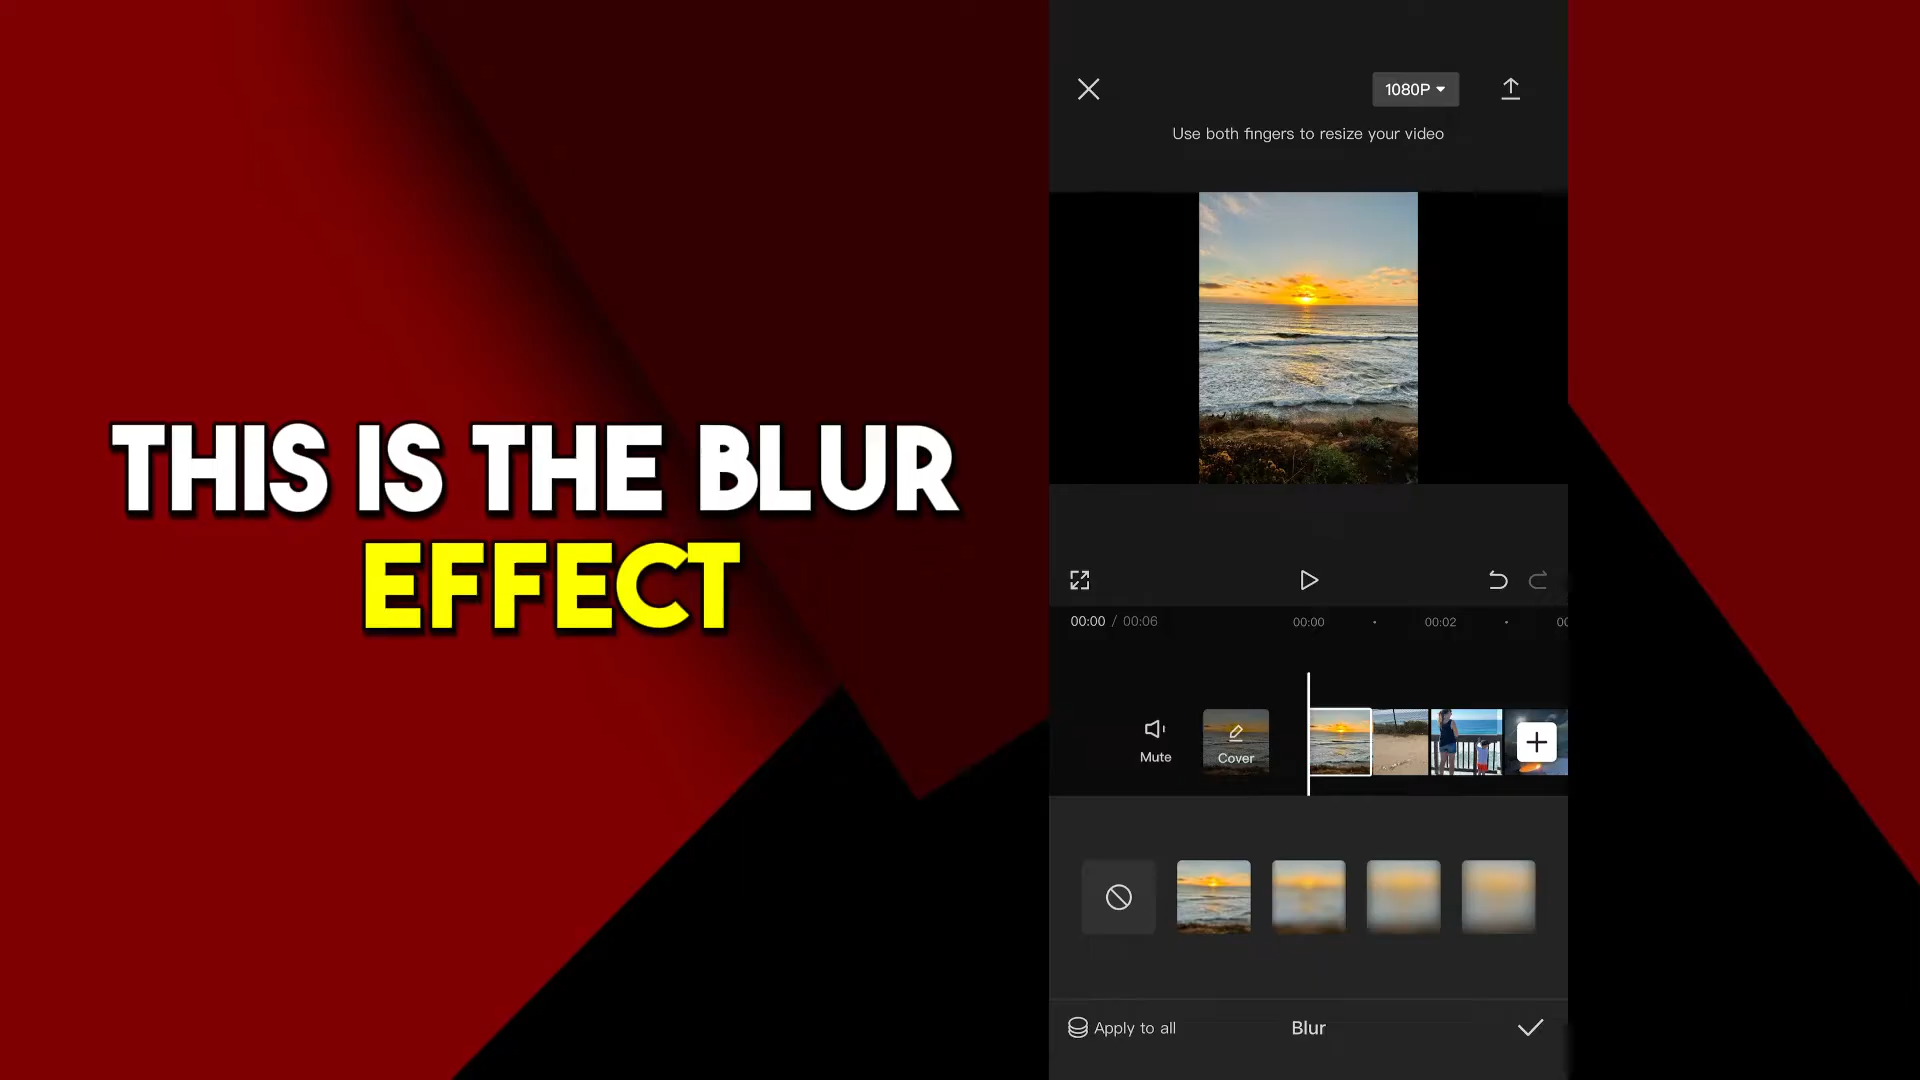 THIS IS THE BLUR
EFFECT
1080P
Use both fingers to resize your video
00:00 / 00:06
00:00
00:02
Mute
Cover
Apply to all
Blur